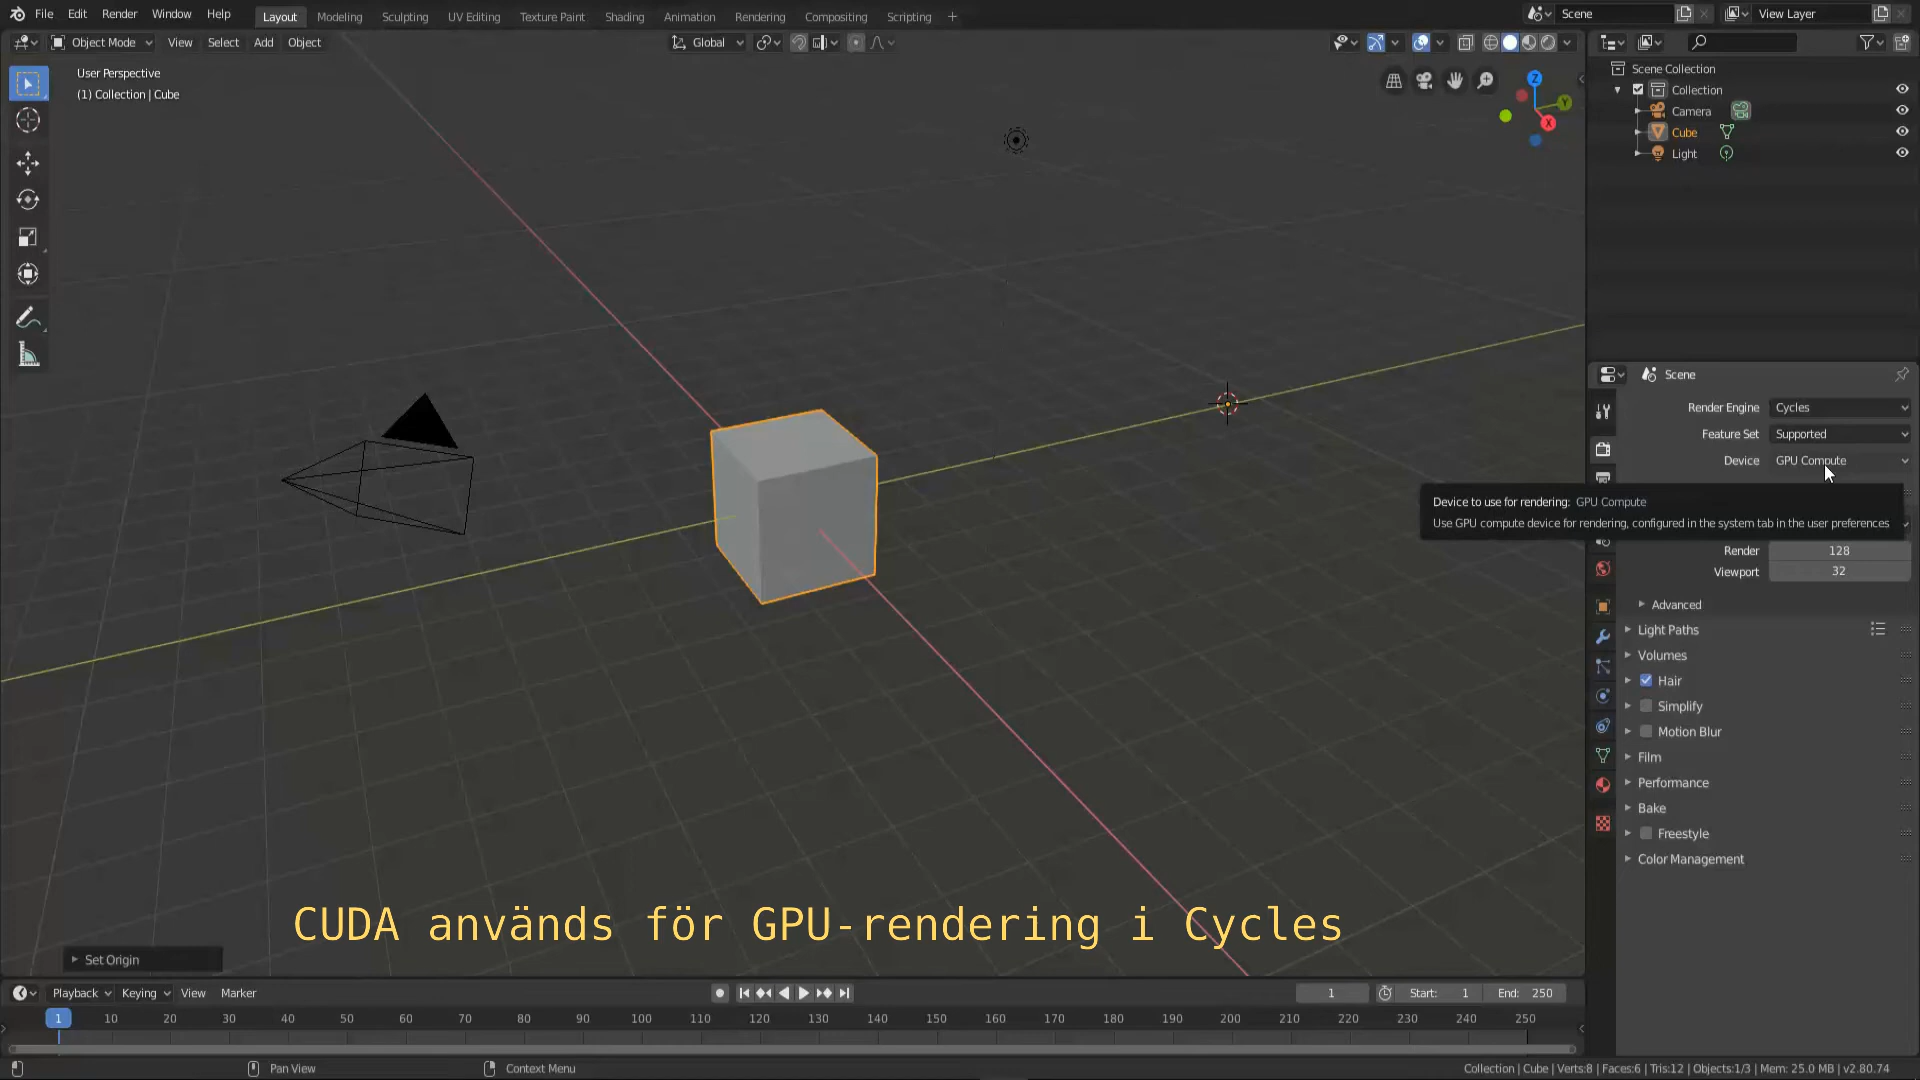 File Edit Render Window Help Layout Modeling Sculpting UV Editing Texture Paint Shading Animation Rendering Compositing Scripting + Scene View Layer
Object Mode View Select Add Object Global
User Perspective
(1) Collection | Cube
Z
Y
X
Scene Collection
Collection
Camera
Cube
Light
Scene
Render Engine Cycles
Feature Set Supported
Device GPU Compute
Device to use for rendering: GPU Compute
Use GPU compute device for rendering, configured in the system tab in the user preferences
Render 128
Viewport 32
Advanced
Light Paths
Volumes
Hair
Simplify
Motion Blur
Film
Performance
Bake
Freestyle
Color Management
CUDA används för GPU-rendering i Cycles
Set Origin
Playback Keying View Marker 1 Start: 1 End: 250
1 10 20 30 40 50 60 70 80 90 100 110 120 130 140 150 160 170 180 190 200 210 220 230 240 250
Pan View Context Menu Collection | Cube | Verts:8 | Faces:6 | Tris:12 | Objects:1/3 | Mem: 25.0 MB | v2.80.74